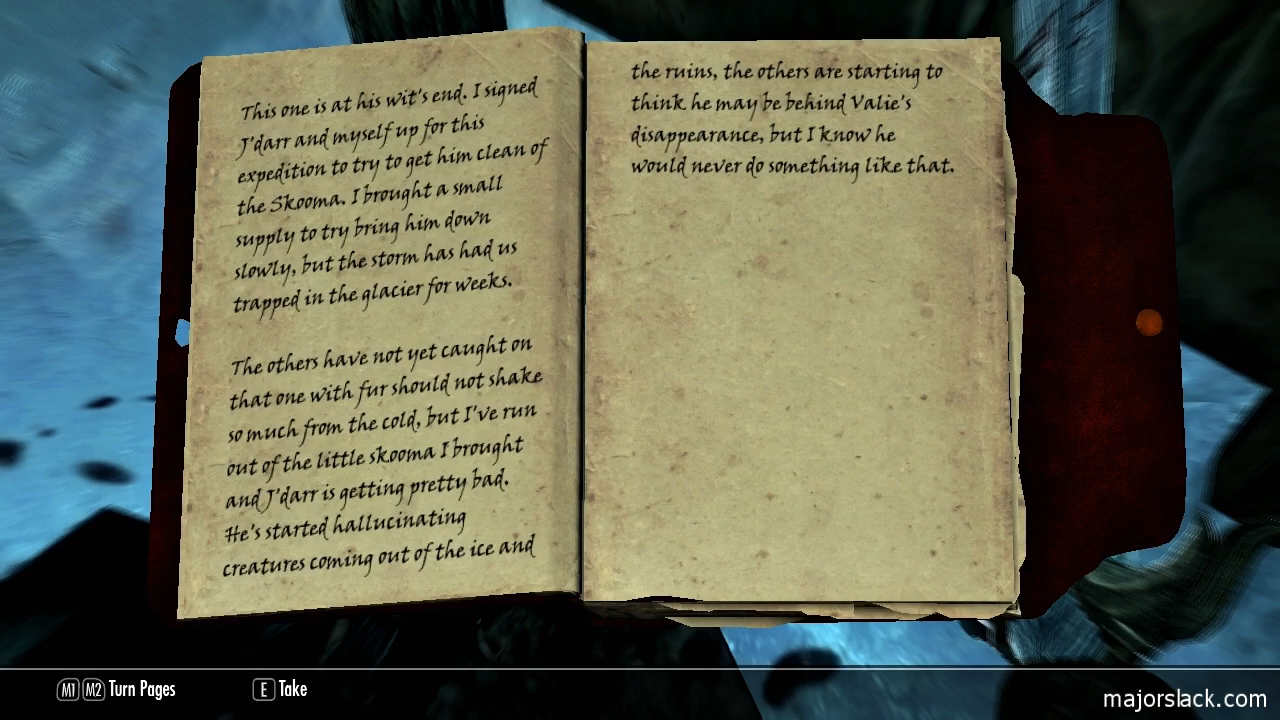 This one is at his wit's end. I signed
J'darr and myself up for this
expedition to try to get him clean of
the Skooma. I brought a small
supply to try bring him down
slowly, but the storm has had us
trapped in the glacier for weeks.
The others have not yet caught on
that one with fur should not shake
so much from the cold, but I've run
out of the little skooma I brought
and J'darr is getting pretty bad.
He's started hallucinating
creatures coming out of the ice and
the ruins, the others are starting to
think he may be behind Valie's
disappearance, but I know he
would never do something like that.
M1 M2 Turn Pages
E Take
majorslack.com